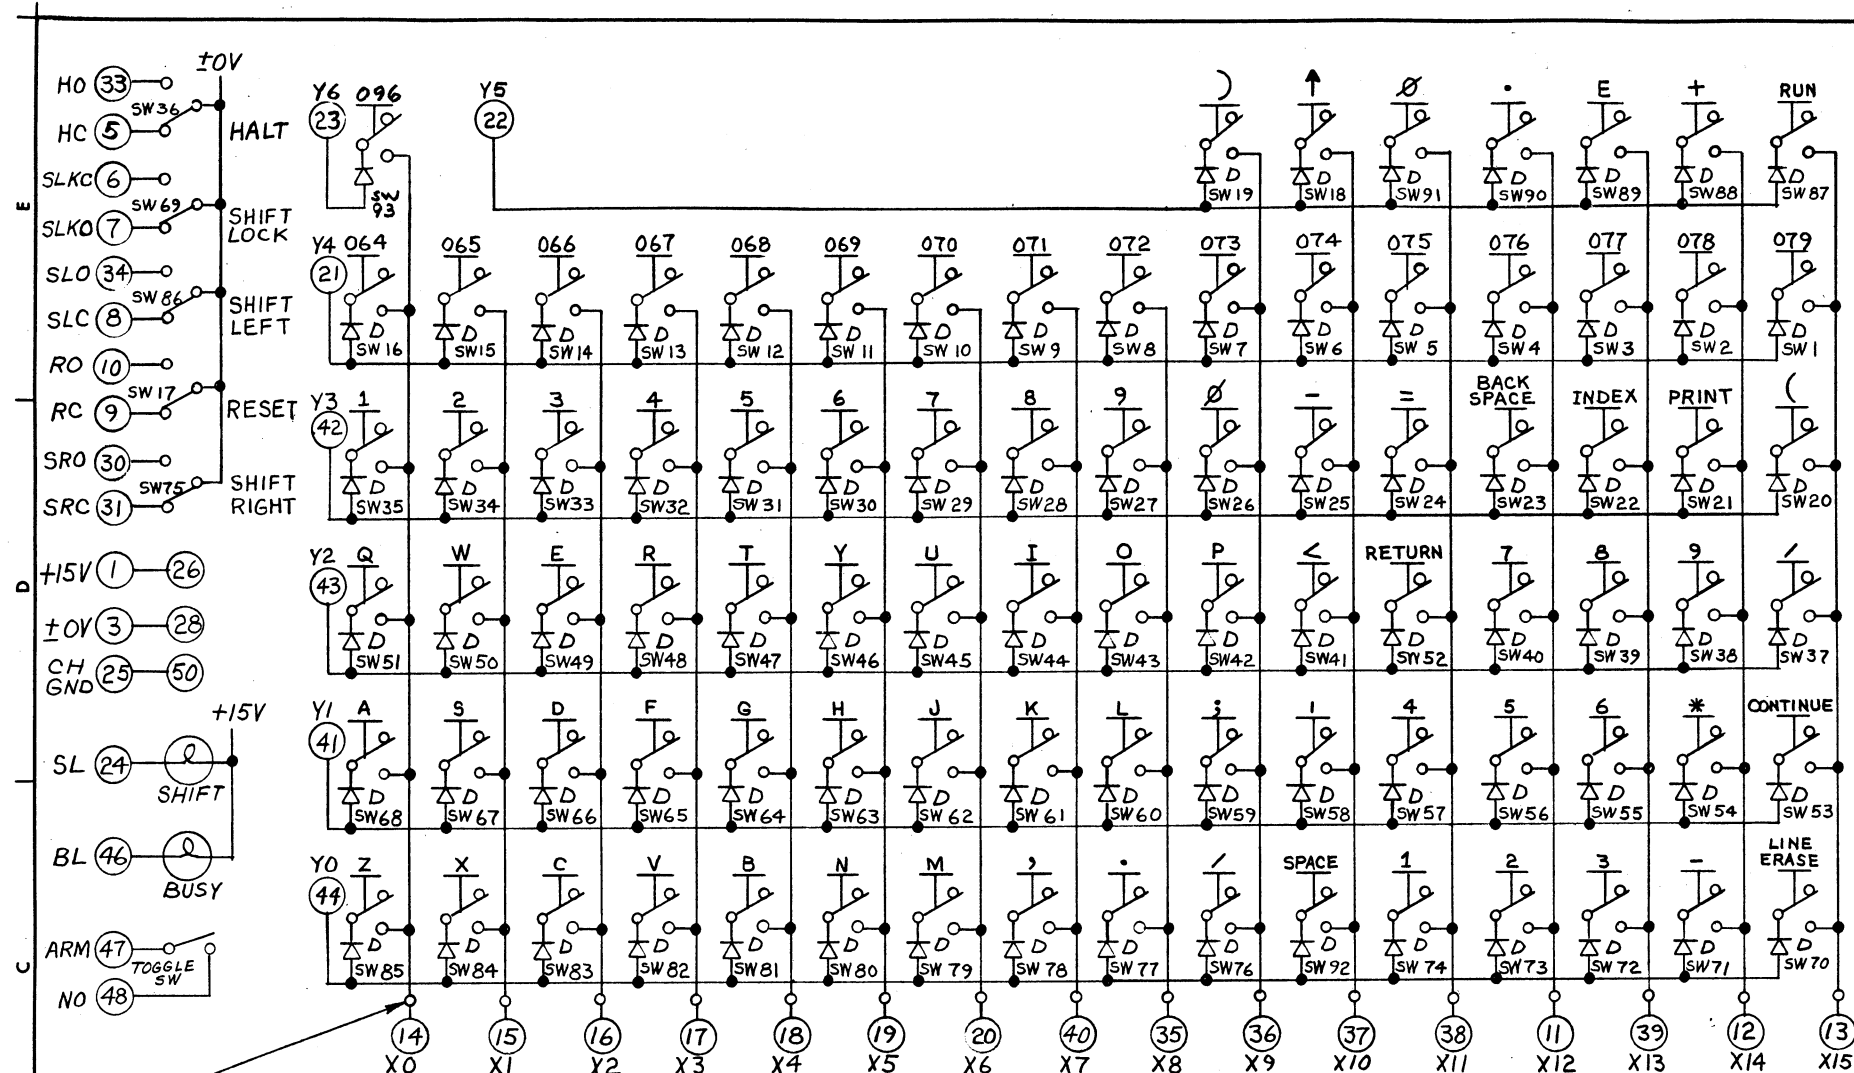 ±0V
HO 33
SW36
HC 5 HALT
SLKC 6
SW69
SLKO 7 SHIFT LOCK
SLO 34
SW86
SLC 8 SHIFT LEFT
RO 10
SW17
RC 9 RESET
SRO 30
SW75
SRC 31 SHIFT RIGHT
+15V 1 26
±0V 3 28
CH GND 25 50
+15V
SL 24
SHIFT
BL 46
BUSY
ARM 47
TOGGLE SW
NO 48
E
D
C
Y6 096 Y5 ) ↑ Ø . E + RUN
23 22
D D D D D D
SW93 SW19 SW18 SW91 SW90 SW89 SW88 SW87
Y4 064 065 066 067 068 069 070 071 072 073 074 075 076 077 078 079
21
D D D D D D D D D D D D D D D D
SW16 SW15 SW14 SW13 SW12 SW11 SW10 SW9 SW8 SW7 SW6 SW5 SW4 SW3 SW2 SW1
Y3 1 2 3 4 5 6 7 8 9 Ø - = BACK SPACE INDEX PRINT (
42
D D D D D D D D D D D D D D D D
SW35 SW34 SW33 SW32 SW31 SW30 SW29 SW28 SW27 SW26 SW25 SW24 SW23 SW22 SW21 SW20
Y2 Q W E R T Y U I O P < RETURN 7 8 9 /
43
D D D D D D D D D D D D D D D D
SW51 SW50 SW49 SW48 SW47 SW46 SW45 SW44 SW43 SW42 SW41 SW52 SW40 SW39 SW38 SW37
Y1 A S D F G H J K L ; ı 4 5 6 * CONTINUE
41
D D D D D D D D D D D D D D D D
SW68 SW67 SW66 SW65 SW64 SW63 SW62 SW61 SW60 SW59 SW58 SW57 SW56 SW55 SW54 SW53
Y0 Z X C V B N M , . / SPACE 1 2 3 - LINE ERASE
44
D D D D D D D D D D D D D D D D
SW85 SW84 SW83 SW82 SW81 SW80 SW79 SW78 SW77 SW76 SW92 SW74 SW73 SW72 SW71 SW70
14 15 16 17 18 19 20 40 35 36 37 38 11 39 12 13
X0 X1 X2 X3 X4 X5 X6 X7 X8 X9 X10 X11 X12 X13 X14 X15